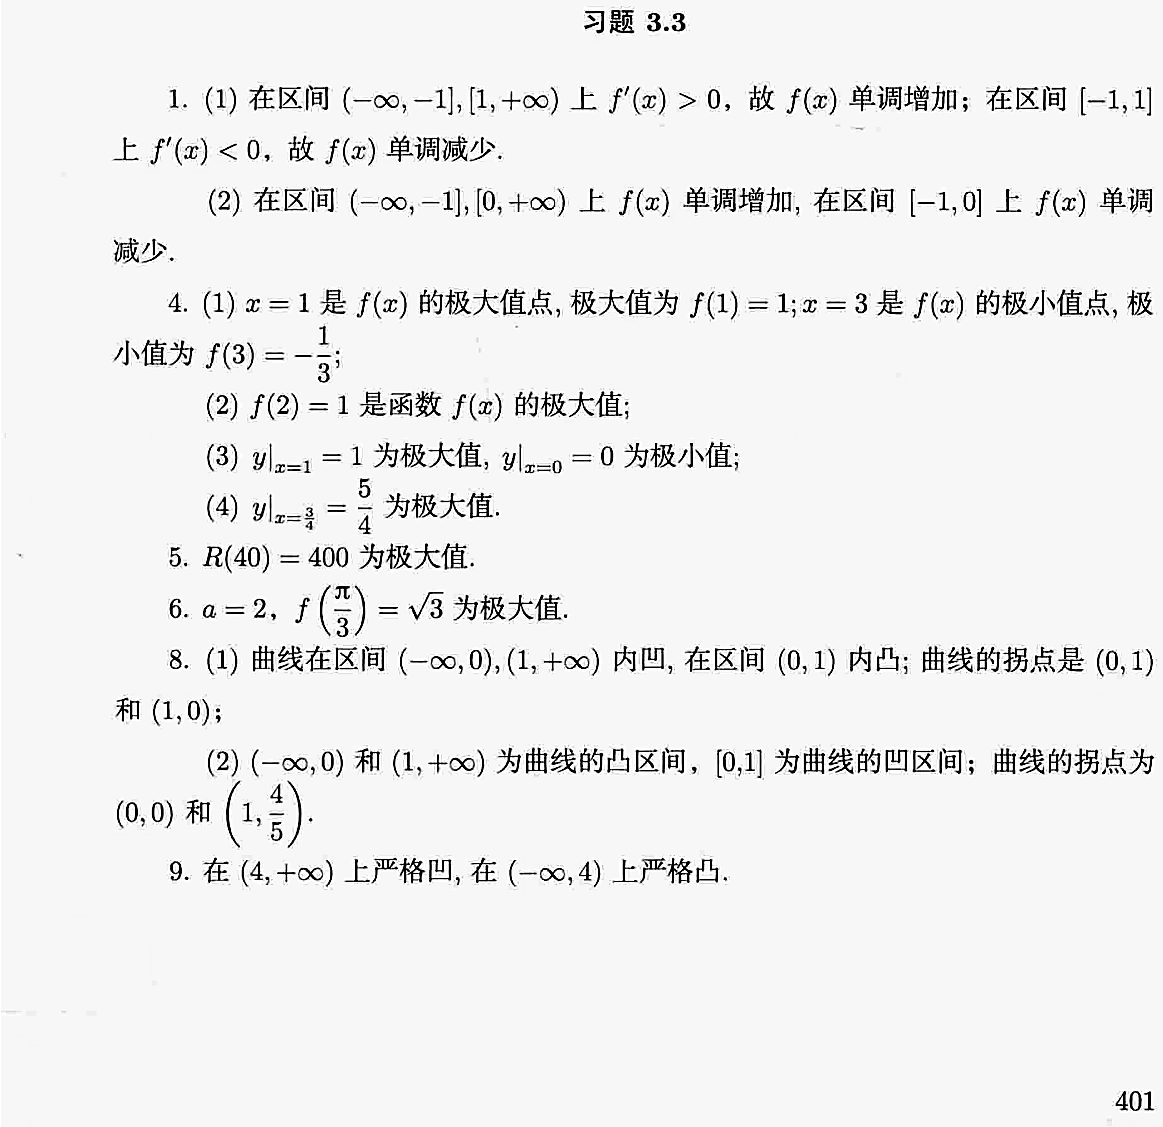 习题 3.3
1. (1) 在区间 (−∞, −1], [1, +∞) 上 f′(x) > 0，故 f(x) 单调增加；在区间 [−1, 1]
上 f′(x) < 0，故 f(x) 单调减少.
(2) 在区间 (−∞, −1], [0, +∞) 上 f(x) 单调增加, 在区间 [−1, 0] 上 f(x) 单调
减少.
4. (1) x = 1 是 f(x) 的极大值点, 极大值为 f(1) = 1; x = 3 是 f(x) 的极小值点, 极
小值为 f(3) = −1/3;
(2) f(2) = 1 是函数 f(x) 的极大值;
(3) y|x=1 = 1 为极大值, y|x=0 = 0 为极小值;
(4) y|x=3/4 = 5/4 为极大值.
5. R(40) = 400 为极大值.
6. a = 2，f(π/3) = √3 为极大值.
8. (1) 曲线在区间 (−∞, 0), (1, +∞) 内凹, 在区间 (0, 1) 内凸; 曲线的拐点是 (0, 1)
和 (1, 0)；
(2) (−∞, 0) 和 (1, +∞) 为曲线的凸区间，[0,1] 为曲线的凹区间；曲线的拐点为
(0, 0) 和 (1, 4/5).
9. 在 (4, +∞) 上严格凹, 在 (−∞, 4) 上严格凸.
401